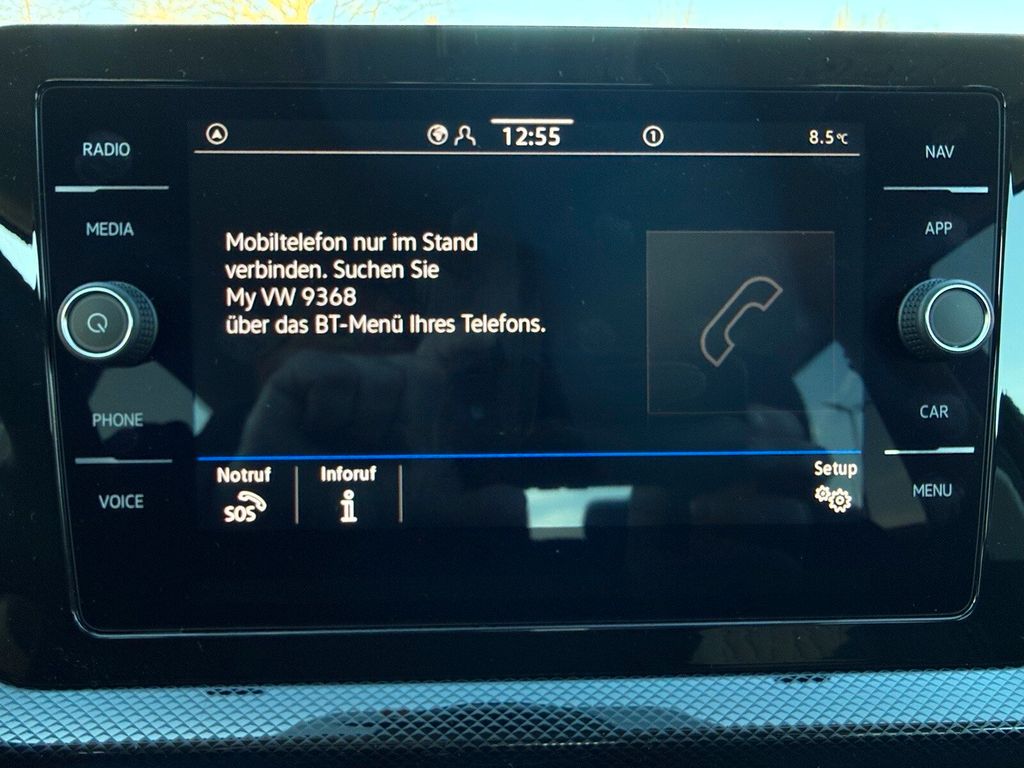 RADIO
12:55
1
8.5°C
NAV
MEDIA
APP
Mobiltelefon nur im Stand
verbinden. Suchen Sie
My VW 9368
über das BT-Menü Ihres Telefons.
PHONE
CAR
Notruf
Inforuf
Setup
SOS
i
VOICE
MENU